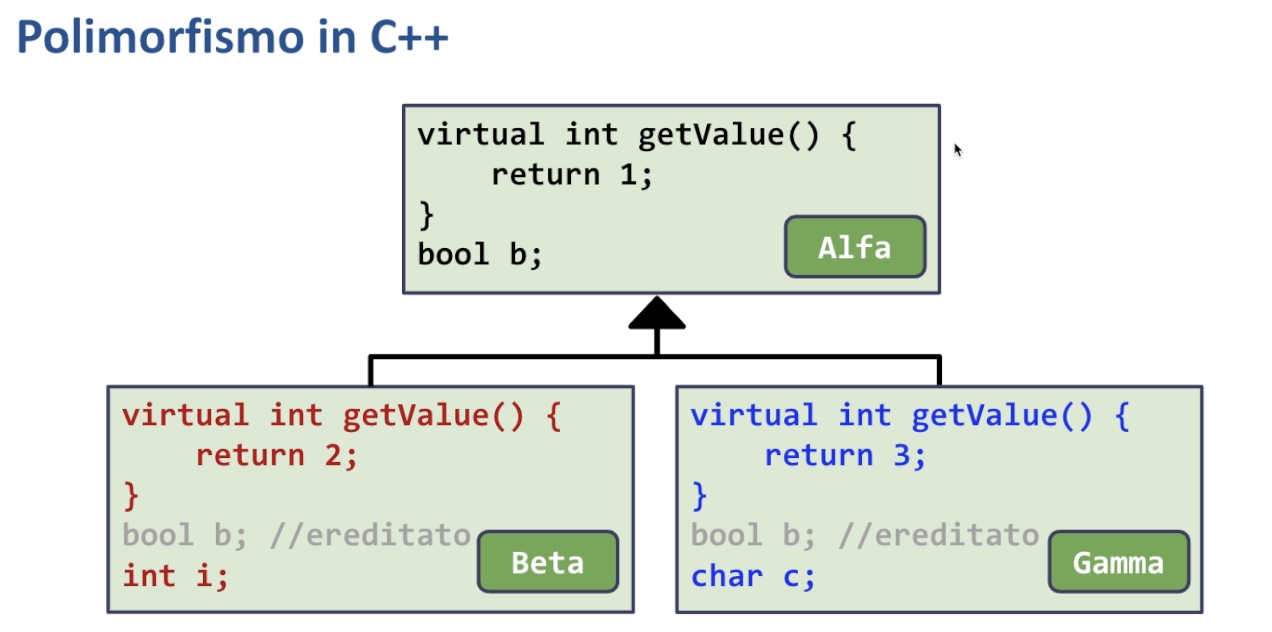 Polimorfismo in C++
virtual int getValue() {
return 1;
}
bool b;
Alfa
virtual int getValue() {
return 2;
}
bool b; //ereditato
int i;
Beta
virtual int getValue() {
return 3;
}
bool b; //ereditato
char c;
Gamma